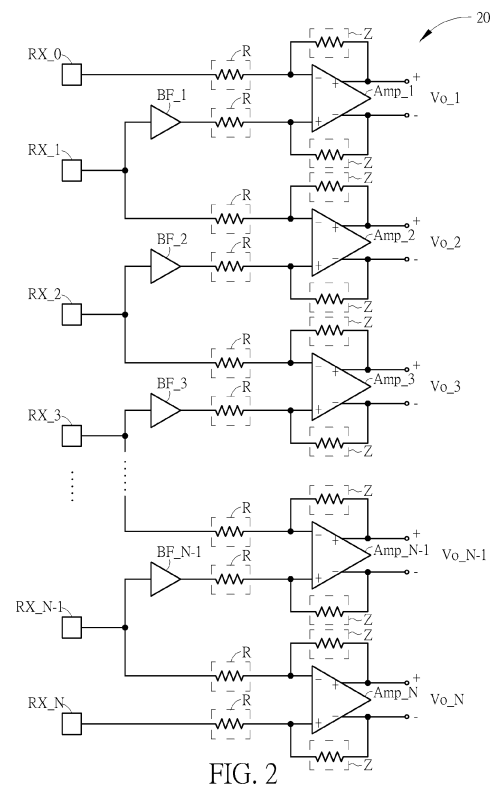 20
Z
RX_0
R
+
Amp_1
Vo_1
BF_1
R
-
RX_1
Z
Z
R
+
Amp_2
Vo_2
BF_2
R
-
RX_2
Z
Z
R
+
Amp_3
Vo_3
BF_3
R
-
RX_3
Z
Z
R
+
Amp_N-1
Vo_N-1
BF_N-1
R
-
RX_N-1
Z
Z
R
+
Amp_N
Vo_N
RX_N
R
-
Z
FIG. 2